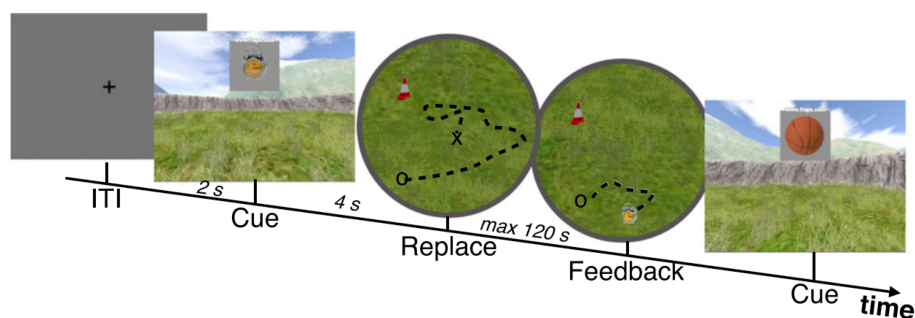 +
x
o
o
2 s
4 s
max 120 s
ITI
Cue
Replace
Feedback
Cue
time